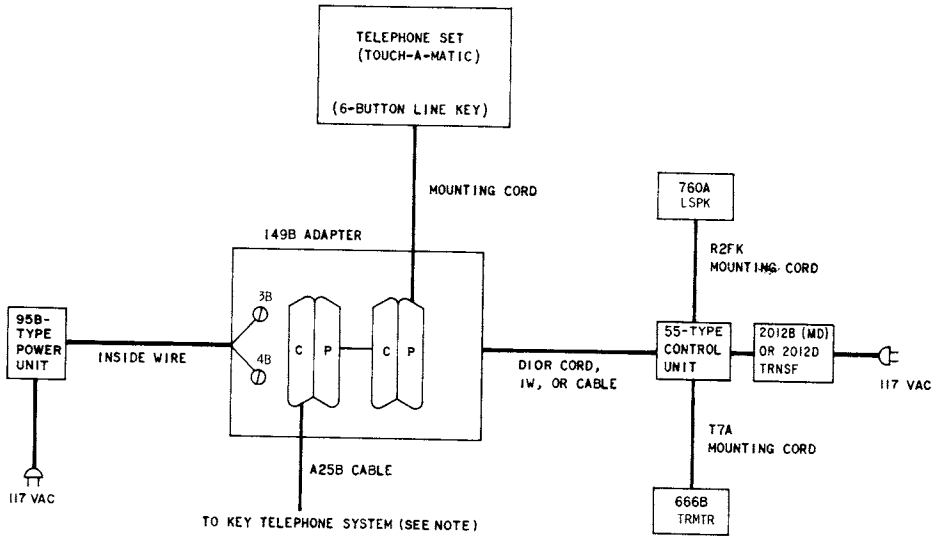 TELEPHONE SET
(TOUCH-A-MATIC)
(6-BUTTON LINE KEY)
MOUNTING CORD
760A
LSPK
149B ADAPTER
R2FK
MOUNTING CORD
3B
4B
C P C P
95B-
TYPE
POWER
UNIT
INSIDE WIRE
55-TYPE
CONTROL
UNIT
2012B (MD)
OR 2012D
TRNSF
117 VAC
D10R CORD,
IW, OR CABLE
T7A
MOUNTING CORD
A25B CABLE
117 VAC
666B
TRMTR
TO KEY TELEPHONE SYSTEM (SEE NOTE)